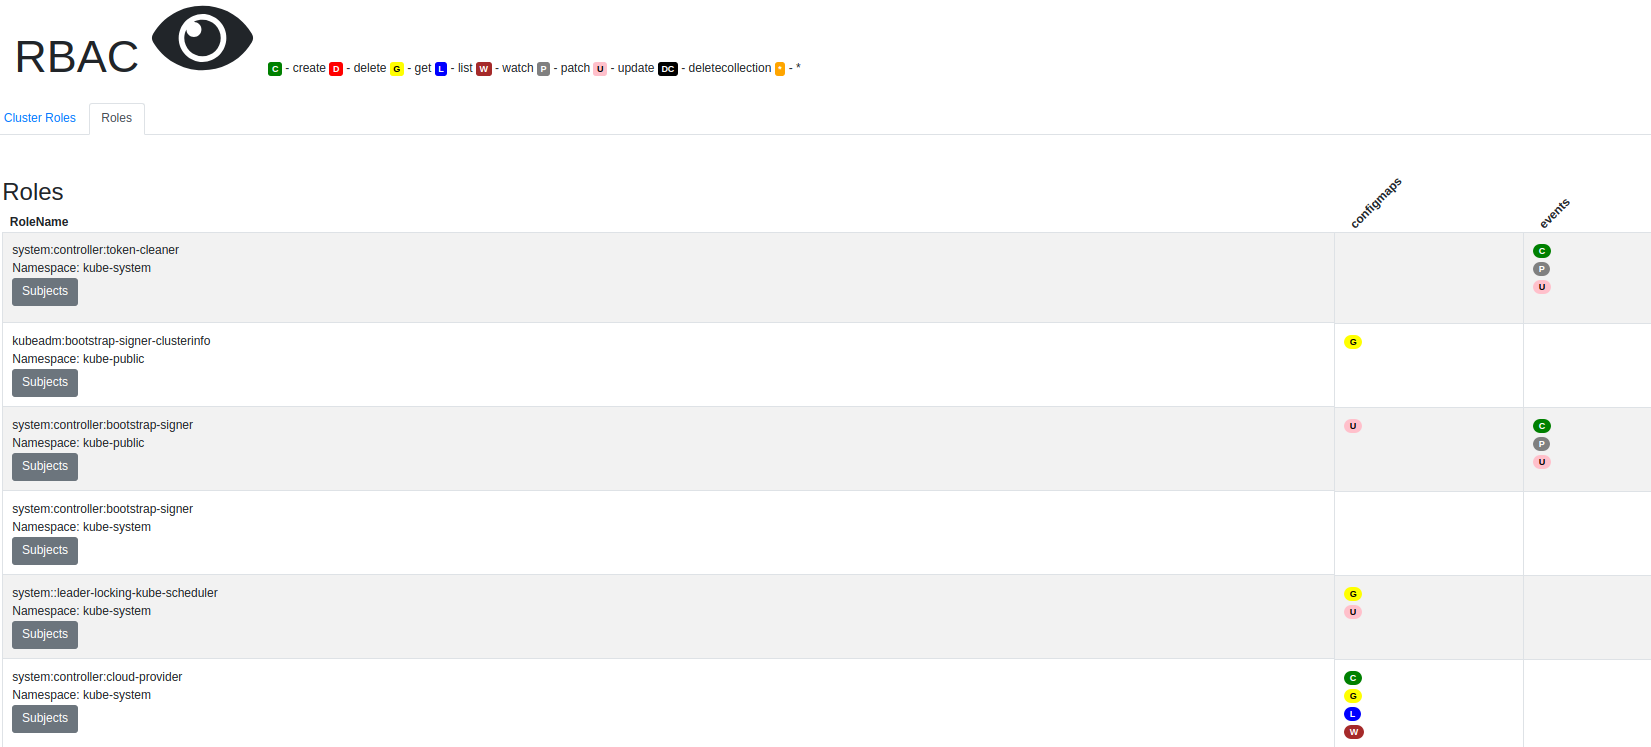 RBAC
C - create D - delete G - get L - list W - watch P - patch U - update DC - deletecollection * - *
Cluster Roles Roles
Roles
RoleName configmaps events
system:controller:token-cleaner
Namespace: kube-system
Subjects
C
P
U
kubeadm:bootstrap-signer-clusterinfo
Namespace: kube-public
Subjects
G
system:controller:bootstrap-signer
Namespace: kube-public
Subjects
U
C
P
U
system:controller:bootstrap-signer
Namespace: kube-system
Subjects
system::leader-locking-kube-scheduler
Namespace: kube-system
Subjects
G
U
system:controller:cloud-provider
Namespace: kube-system
Subjects
C
G
L
W